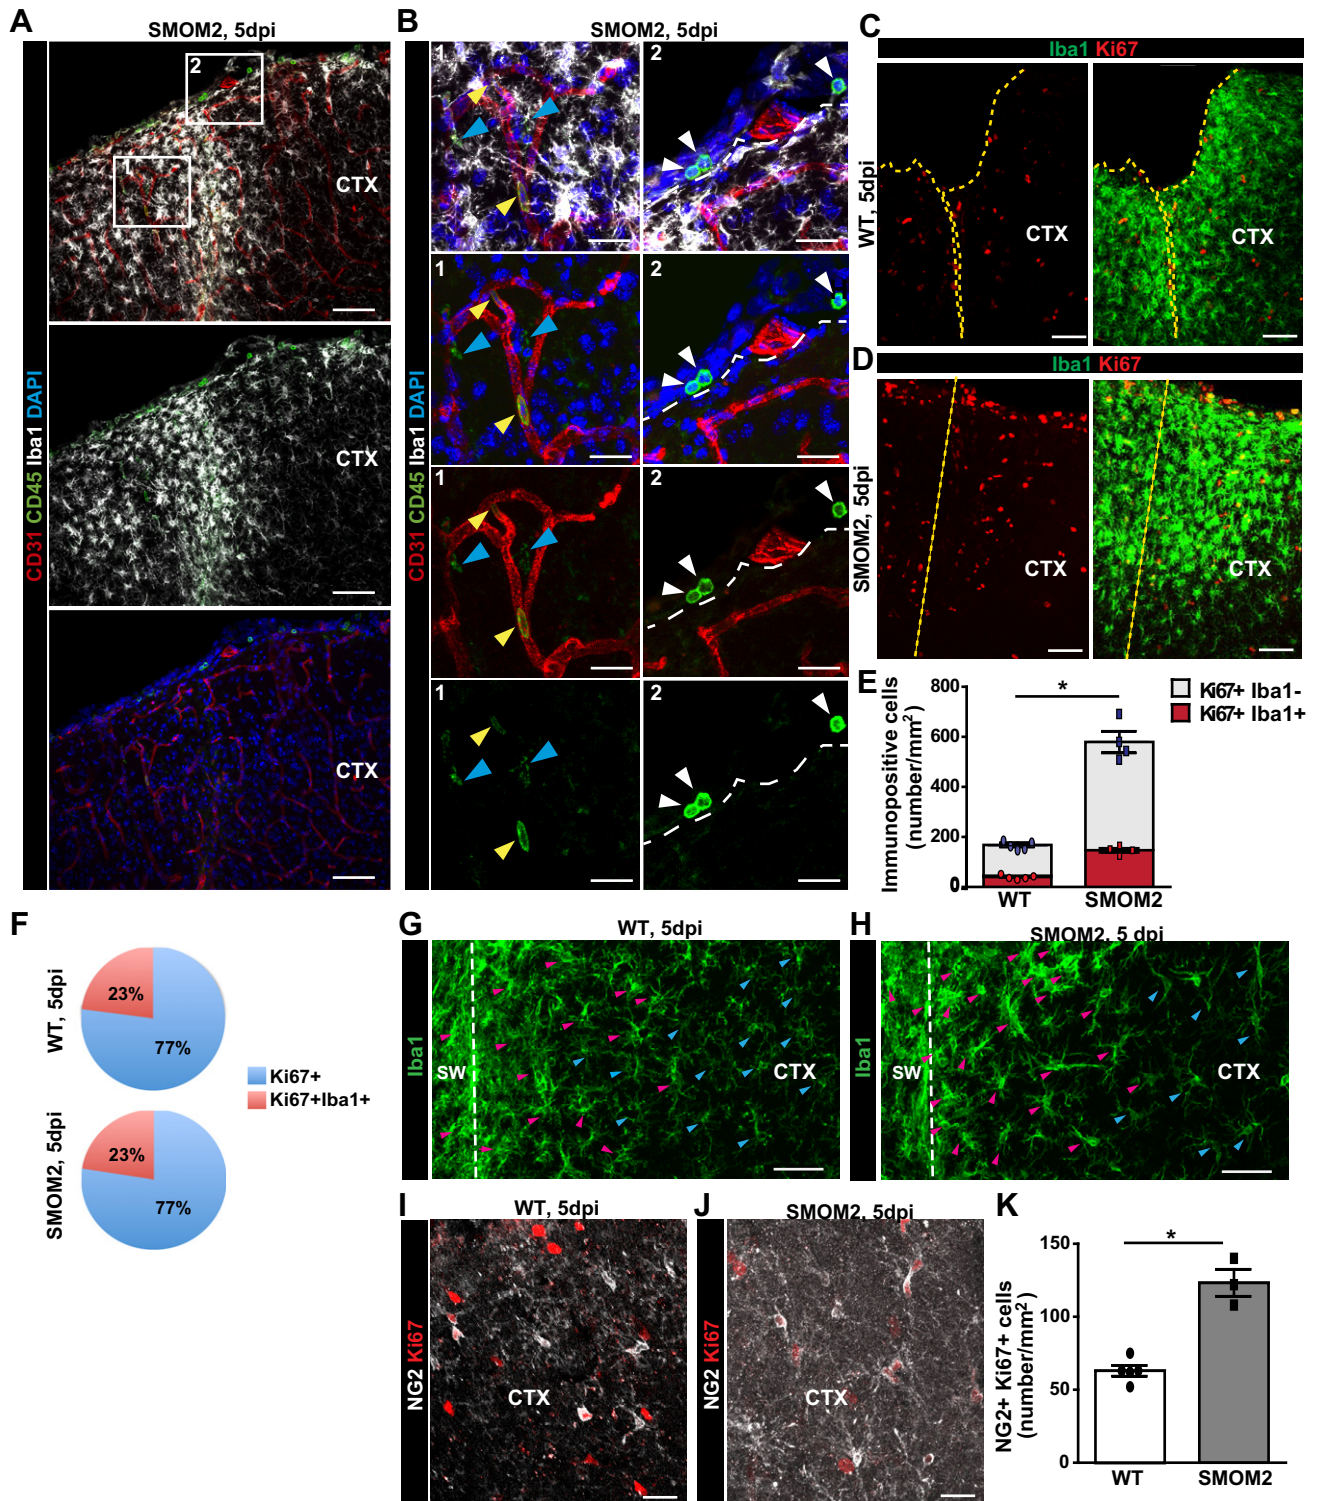 A
SMOM2, 5dpi
CD31 CD45 Iba1 DAPI
2
1
CTX
CTX
CTX
B
SMOM2, 5dpi
CD31 CD45 Iba1 DAPI
1
2
1
2
1
2
1
2
C
Iba1 Ki67
WT, 5dpi
CTX
CTX
D
Iba1 Ki67
SMOM2, 5dpi
CTX
CTX
E
Immunopositive cells
(number/mm2)
800
600
400
200
0
WT
SMOM2
*
Ki67+ Iba1-
Ki67+ Iba1+
F
WT, 5dpi
23%
77%
SMOM2, 5dpi
23%
77%
Ki67+
Ki67+Iba1+
G
WT, 5dpi
Iba1
SW
CTX
H
SMOM2, 5 dpi
Iba1
SW
CTX
I
WT, 5dpi
NG2 Ki67
CTX
J
SMOM2, 5dpi
NG2 Ki67
CTX
K
NG2+ Ki67+ cells
(number/mm2)
150
100
50
0
*
WT
SMOM2